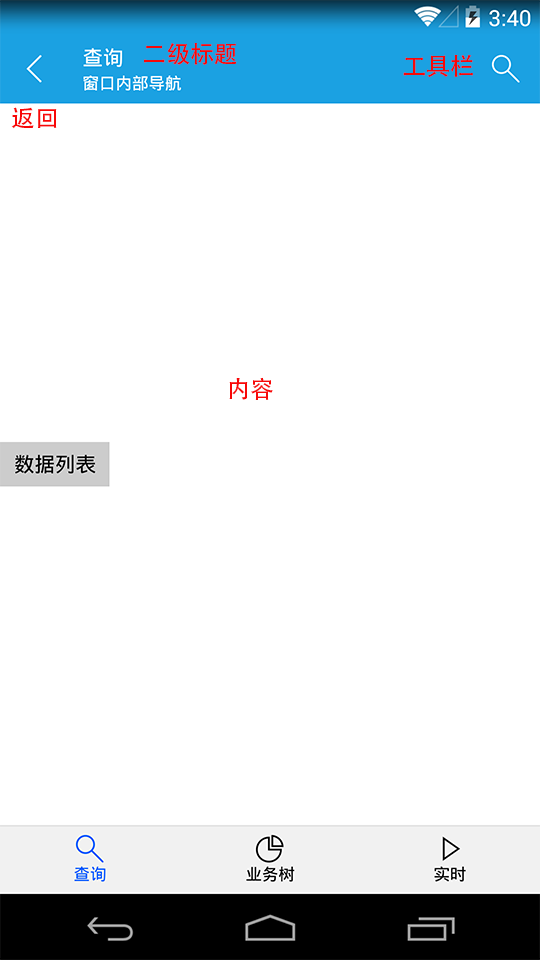 3:40
查询 二级标题
窗口内部导航
工具栏
返回
内容
数据列表
查询 业务树 实时